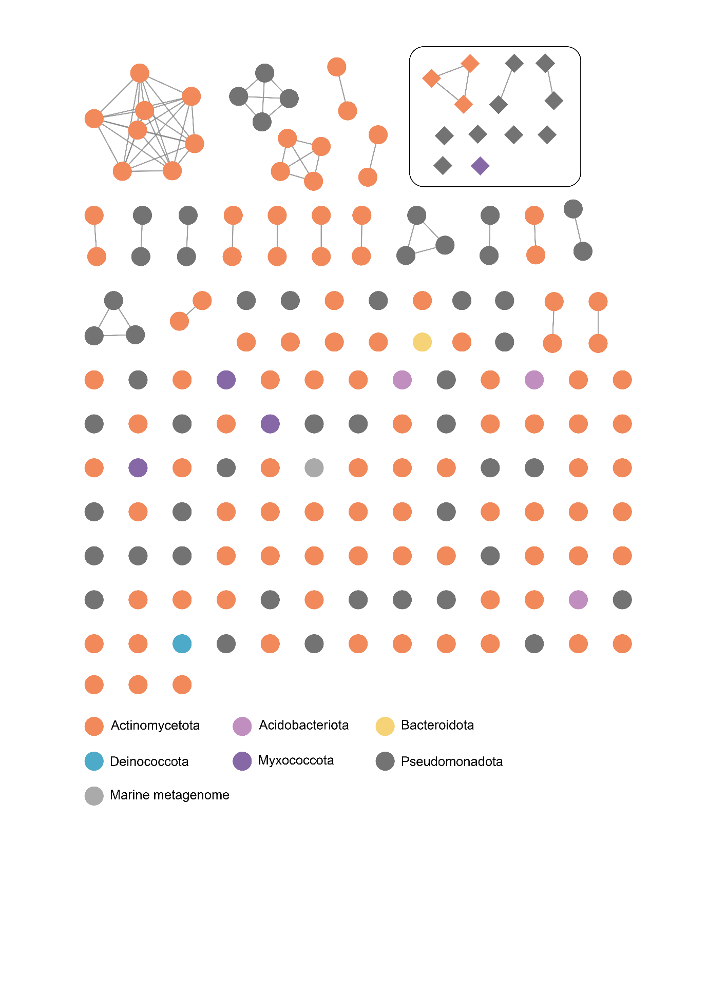 Actinomycetota
Acidobacteriota
Bacteroidota
Deinococcota
Myxococcota
Pseudomonadota
Marine metagenome